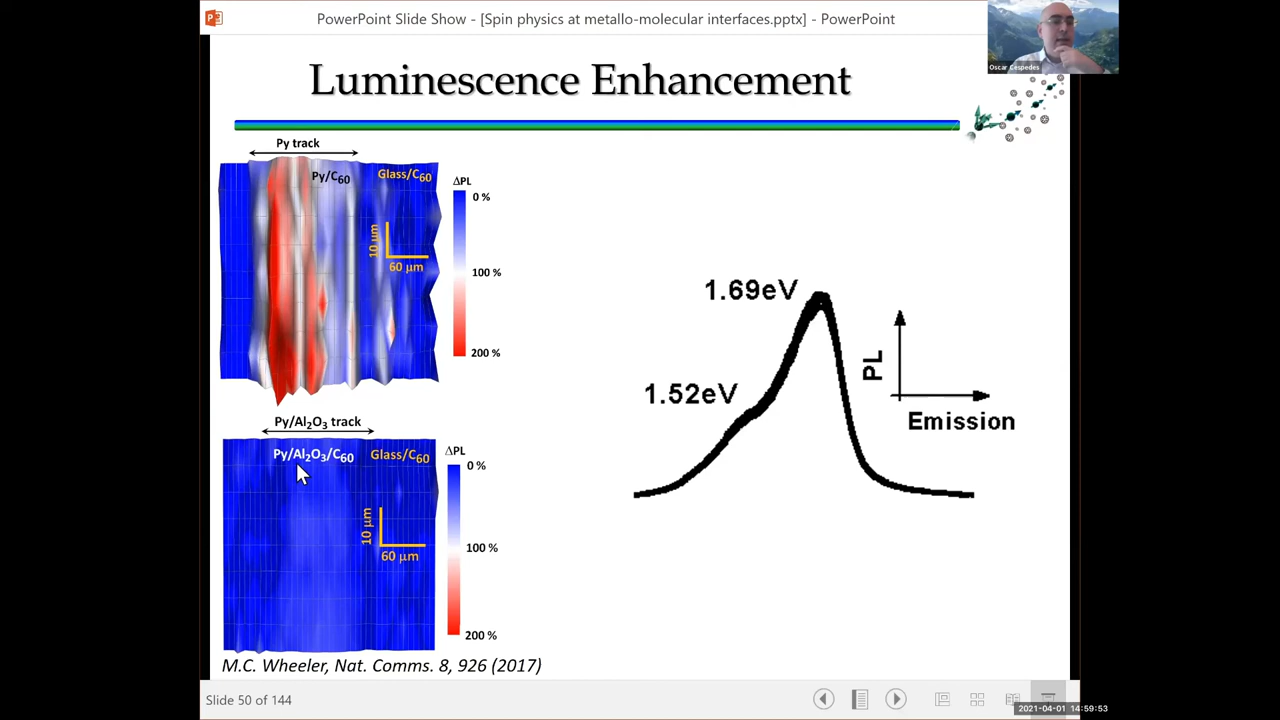 PowerPoint Slide Show - [Spin physics at metallo-molecular interfaces.pptx] - PowerPoint
Oscar Cespedes
Luminescence Enhancement
Py track
Py/C60
Glass/C60
10 μm
60 μm
ΔPL
0 %
100 %
200 %
1.69eV
1.52eV
PL
Emission
Py/Al2O3 track
Py/Al2O3/C60
Glass/C60
10 μm
60 μm
ΔPL
0 %
100 %
200 %
M.C. Wheeler, Nat. Comms. 8, 926 (2017)
Slide 50 of 144
2021-04-01 14:59:53